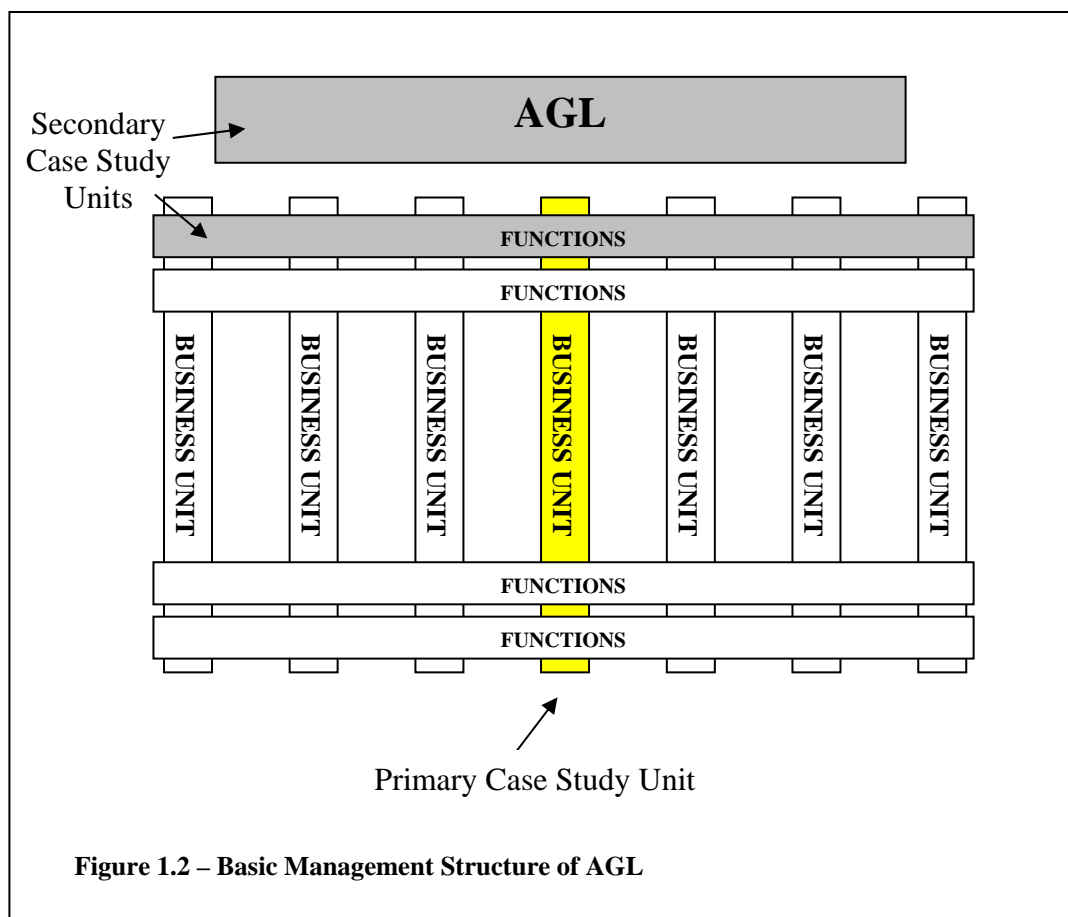 AGL
Secondary
Case Study
Units
FUNCTIONS
FUNCTIONS
BUSINESS UNIT
BUSINESS UNIT
BUSINESS UNIT
BUSINESS UNIT
BUSINESS UNIT
BUSINESS UNIT
BUSINESS UNIT
FUNCTIONS
FUNCTIONS
Primary Case Study Unit
Figure 1.2 – Basic Management Structure of AGL